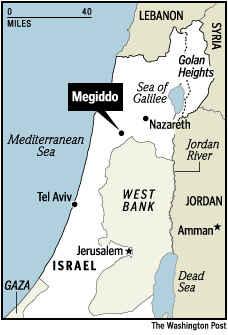 0 40
MILES
LEBANON
SYRIA
Golan
Heights
Sea of
Galilee
Megiddo
Nazareth
Mediterranean
Sea
Jordan
River
Tel Aviv
WEST
BANK
JORDAN
Amman
Jerusalem
ISRAEL
Dead
Sea
GAZA
The Washington Post